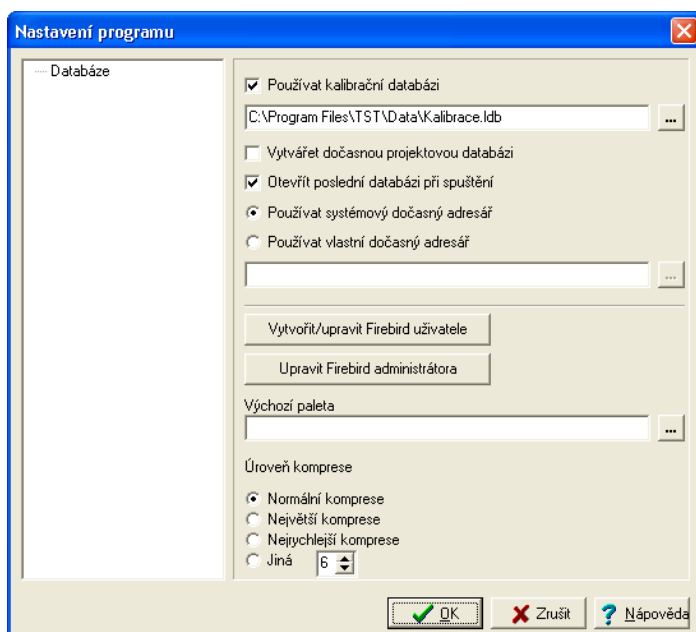 Nastavení programu
Databáze
Používat kalibrační databázi
C:\Program Files\TST\Data\Kalibrace.ldb
...
Vytvářet dočasnou projektovou databázi
Otevřít poslední databázi při spuštění
Používat systémový dočasný adresář
Používat vlastní dočasný adresář
...
Vytvořit/upravit Firebird uživatele
Upravit Firebird administrátora
Výchozí paleta
...
Úroveň komprese
Normální komprese
Největší komprese
Nejrychlejší komprese
Jiná 6
OK Zrušit Nápověda